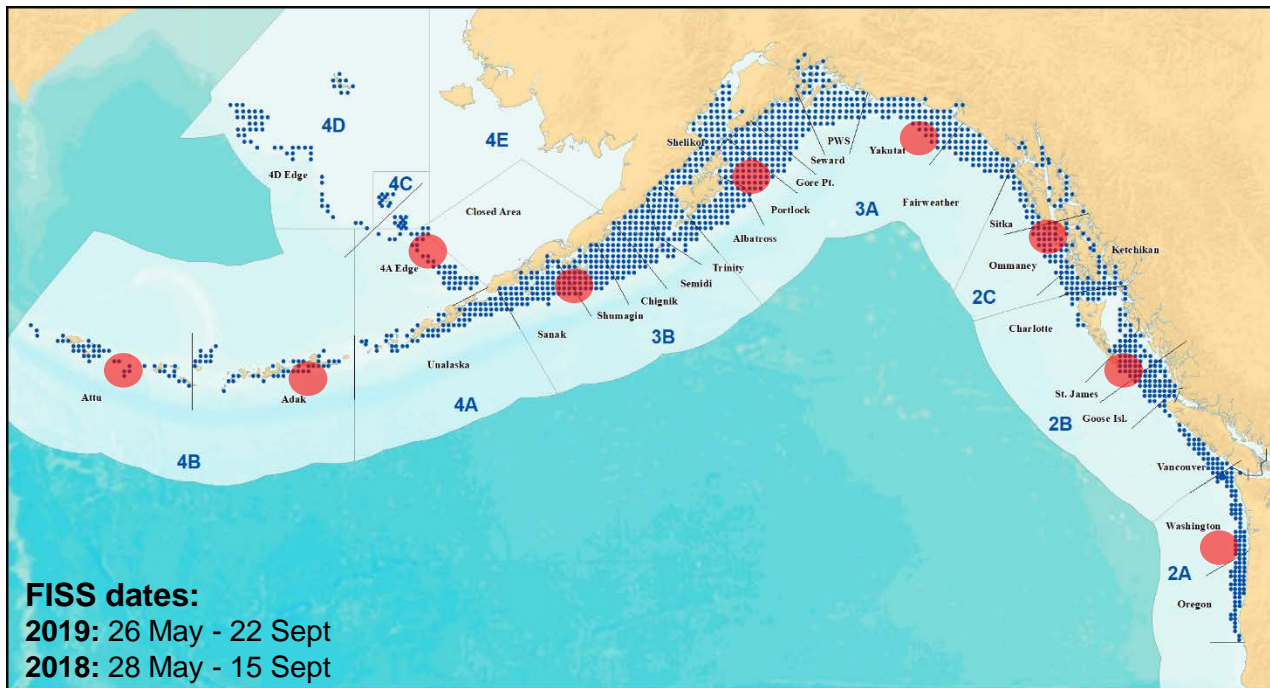 4D
4E
4D Edge
4C
Closed Area
4A Edge
Shelikof
PWS
Seward
Gore Pt.
Yakutat
Portlock
3A
Fairweather
Albatross
Sitka
Ketchikan
Trinity
Ommaney
Semidi
2C
Chignik
Shumagin
Charlotte
Sanak
3B
Unalaska
Attu
Adak
St. James
4A
Goose Isl.
2B
4B
Vancouver
Washington
2A
Oregon
FISS dates:
2019: 26 May - 22 Sept
2018: 28 May - 15 Sept